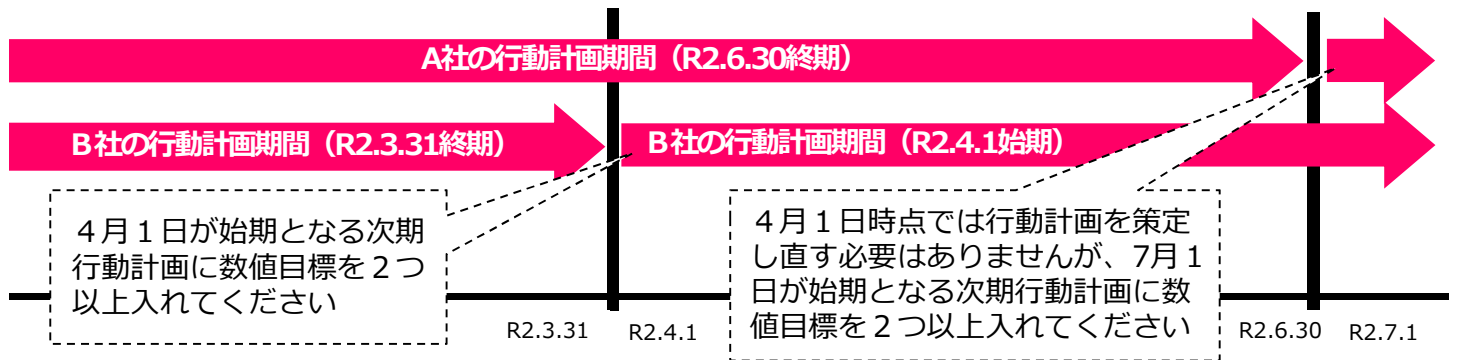 A社の行動計画期間（R2.6.30終期）
Ｂ社の行動計画期間（R2.3.31終期）
Ｂ社の行動計画期間（R2.4.1始期）
４月１日が始期となる次期
行動計画に数値目標を２つ
以上入れてください
４月１日時点では行動計画を策定
し直す必要はありませんが、7月１
日が始期となる次期行動計画に数
値目標を２つ以上入れてください
R2.3.31
R2.4.1
R2.6.30
R2.7.1